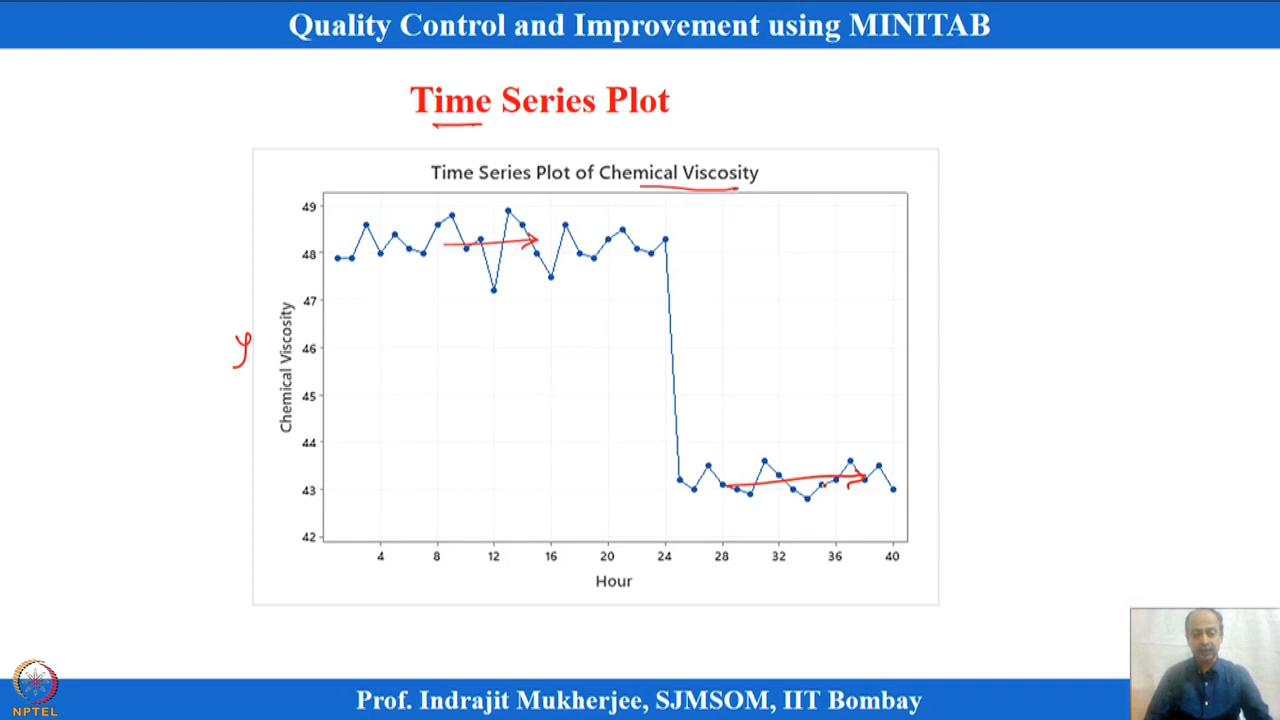 Quality Control and Improvement using MINITAB
Time Series Plot
Time Series Plot of Chemical Viscosity
49
48
47
46
45
44
43
42
Chemical Viscosity
y
4 8 12 16 20 24 28 32 36 40
Hour
NPTEL
Prof. Indrajit Mukherjee, SJMSOM, IIT Bombay